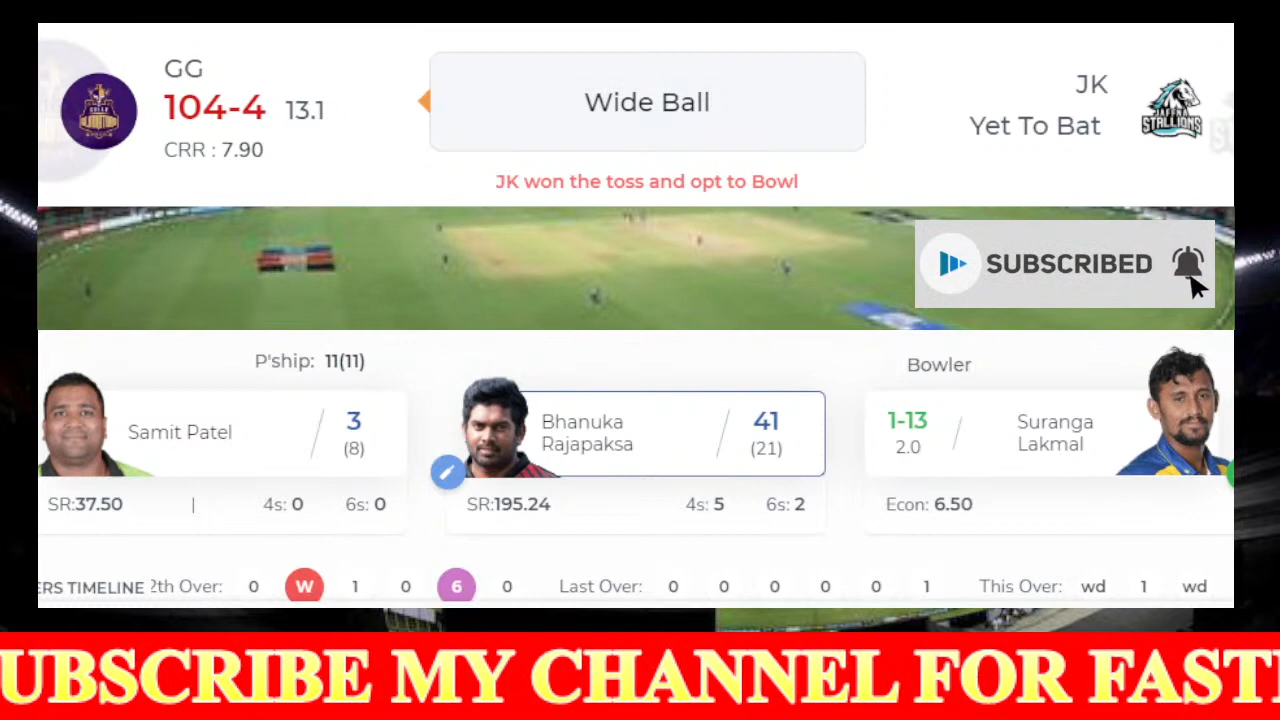 GG
104-4 13.1
CRR : 7.90
Wide Ball
JK won the toss and opt to Bowl
JK
Yet To Bat
JAFFNA
STALLIONS
SUBSCRIBED
P'ship: 11(11)
Samit Patel 3
(8)
SR:37.50 | 4s: 0 6s: 0
Bhanuka
Rajapaksa
41
(21)
SR:195.24 4s: 5 6s: 2
Bowler
1-13
2.0
Suranga
Lakmal
Econ: 6.50
ERS TIMELINE 2th Over: 0 W 1 0 6 0 Last Over: 0 0 0 0 0 1 This Over: wd 1 wd
UBSCRIBE MY CHANNEL FOR FAST